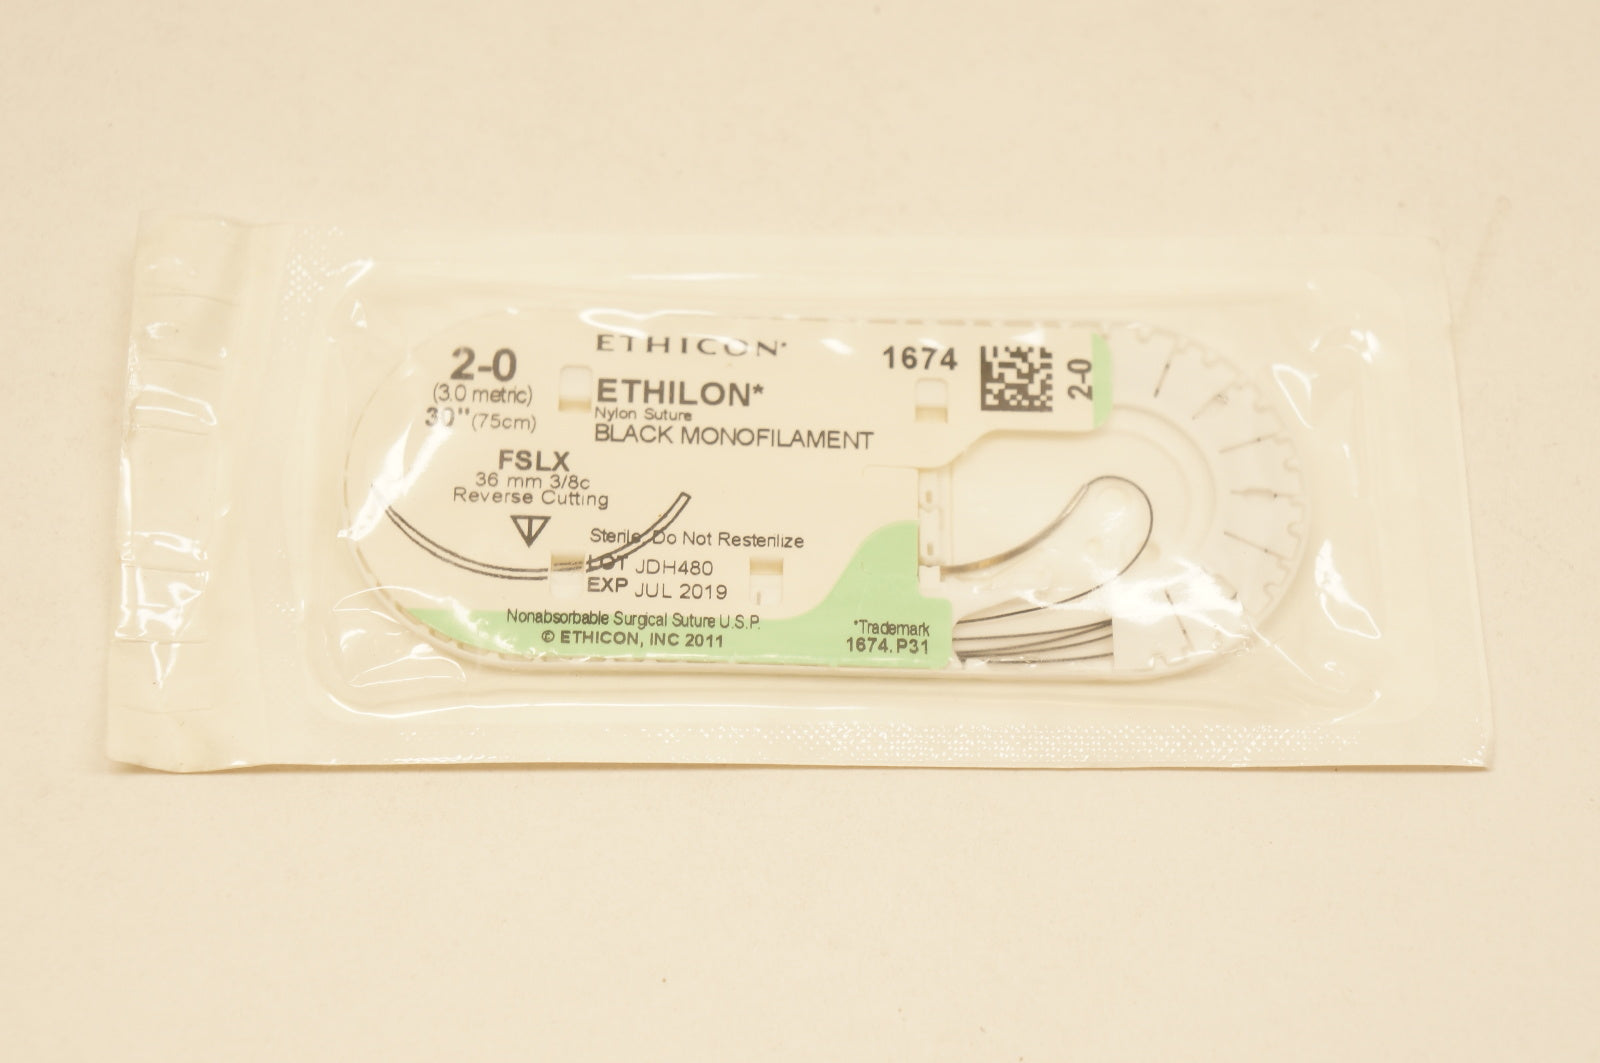 2-0
(3.0 metric)
30" (75cm)
FSLX
36 mm 3/8c
Reverse Cutting
ETHICON*
ETHILON*
Nylon Suture
BLACK MONOFILAMENT
1674
2-0
Sterile, Do Not Resterilize
LOT JDH480
EXP JUL 2019
Nonabsorbable Surgical Suture U.S.P.
© ETHICON, INC 2011
*Trademark
1674.P31